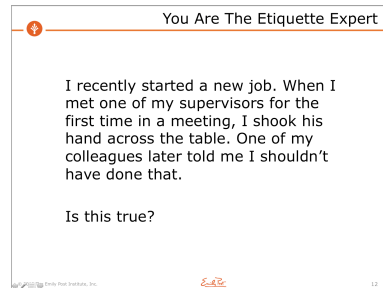 You Are The Etiquette Expert
I recently started a new job. When I
met one of my supervisors for the
first time in a meeting, I shook his
hand across the table. One of my
colleagues later told me I shouldn’t
have done that.
Is this true?
Emily Post Institute, Inc.
12